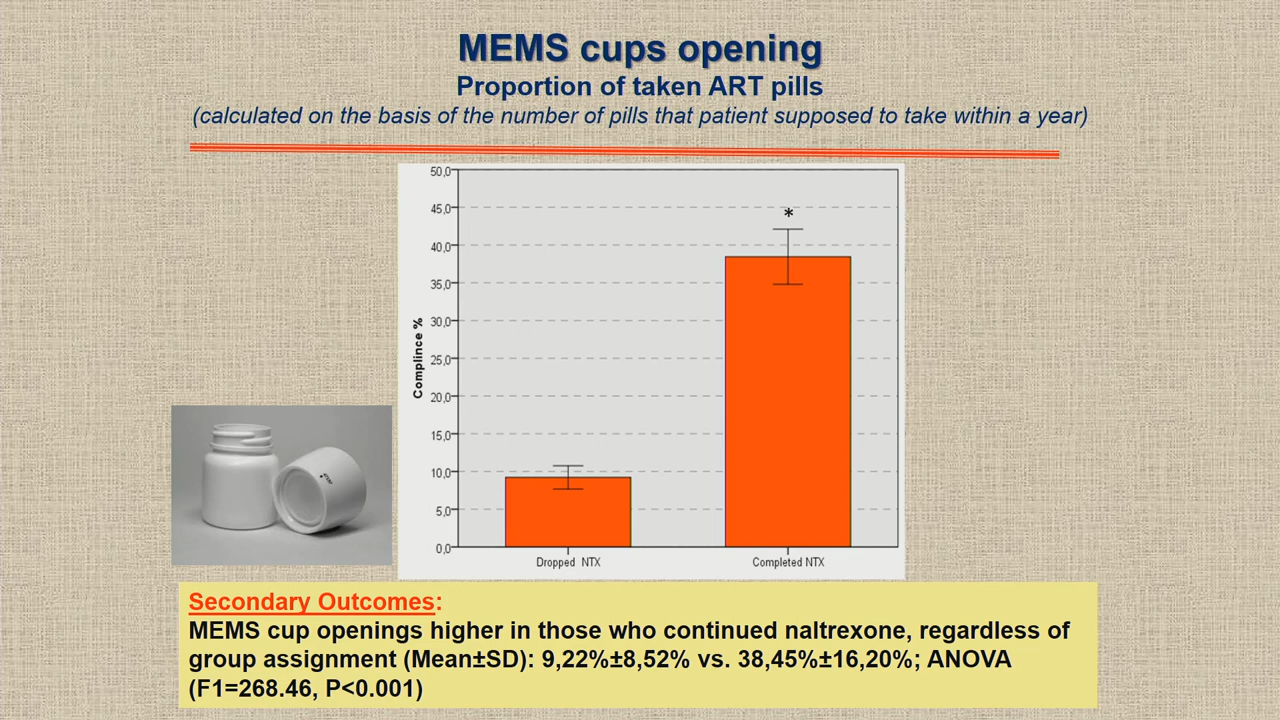 MEMS cups opening
Proportion of taken ART pills
(calculated on the basis of the number of pills that patient supposed to take within a year)
50,0
45,0
40,0
35,0
30,0
25,0
20,0
15,0
10,0
5,0
0,0
Complince %
*
Dropped NTX
Completed NTX
Secondary Outcomes:
MEMS cup openings higher in those who continued naltrexone, regardless of
group assignment (Mean±SD): 9,22%±8,52% vs. 38,45%±16,20%; ANOVA
(F1=268.46, P<0.001)